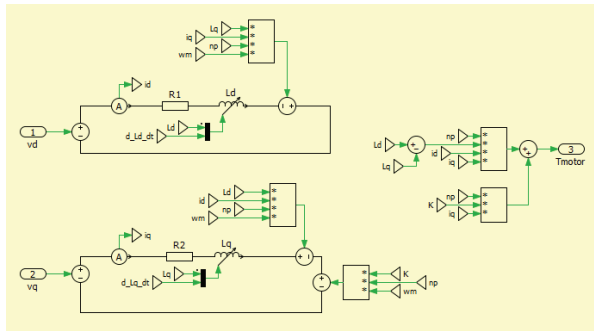 Lq
iq
np
wm
id
R1
Ld
A
1
vd
Ld
d_Ld_dt
np
Ld
id
iq
Lq
3
Tmotor
np
K
iq
Ld
id
np
wm
iq
R2
Lq
A
2
vq
Lq
d_Lq_dt
K
np
wm